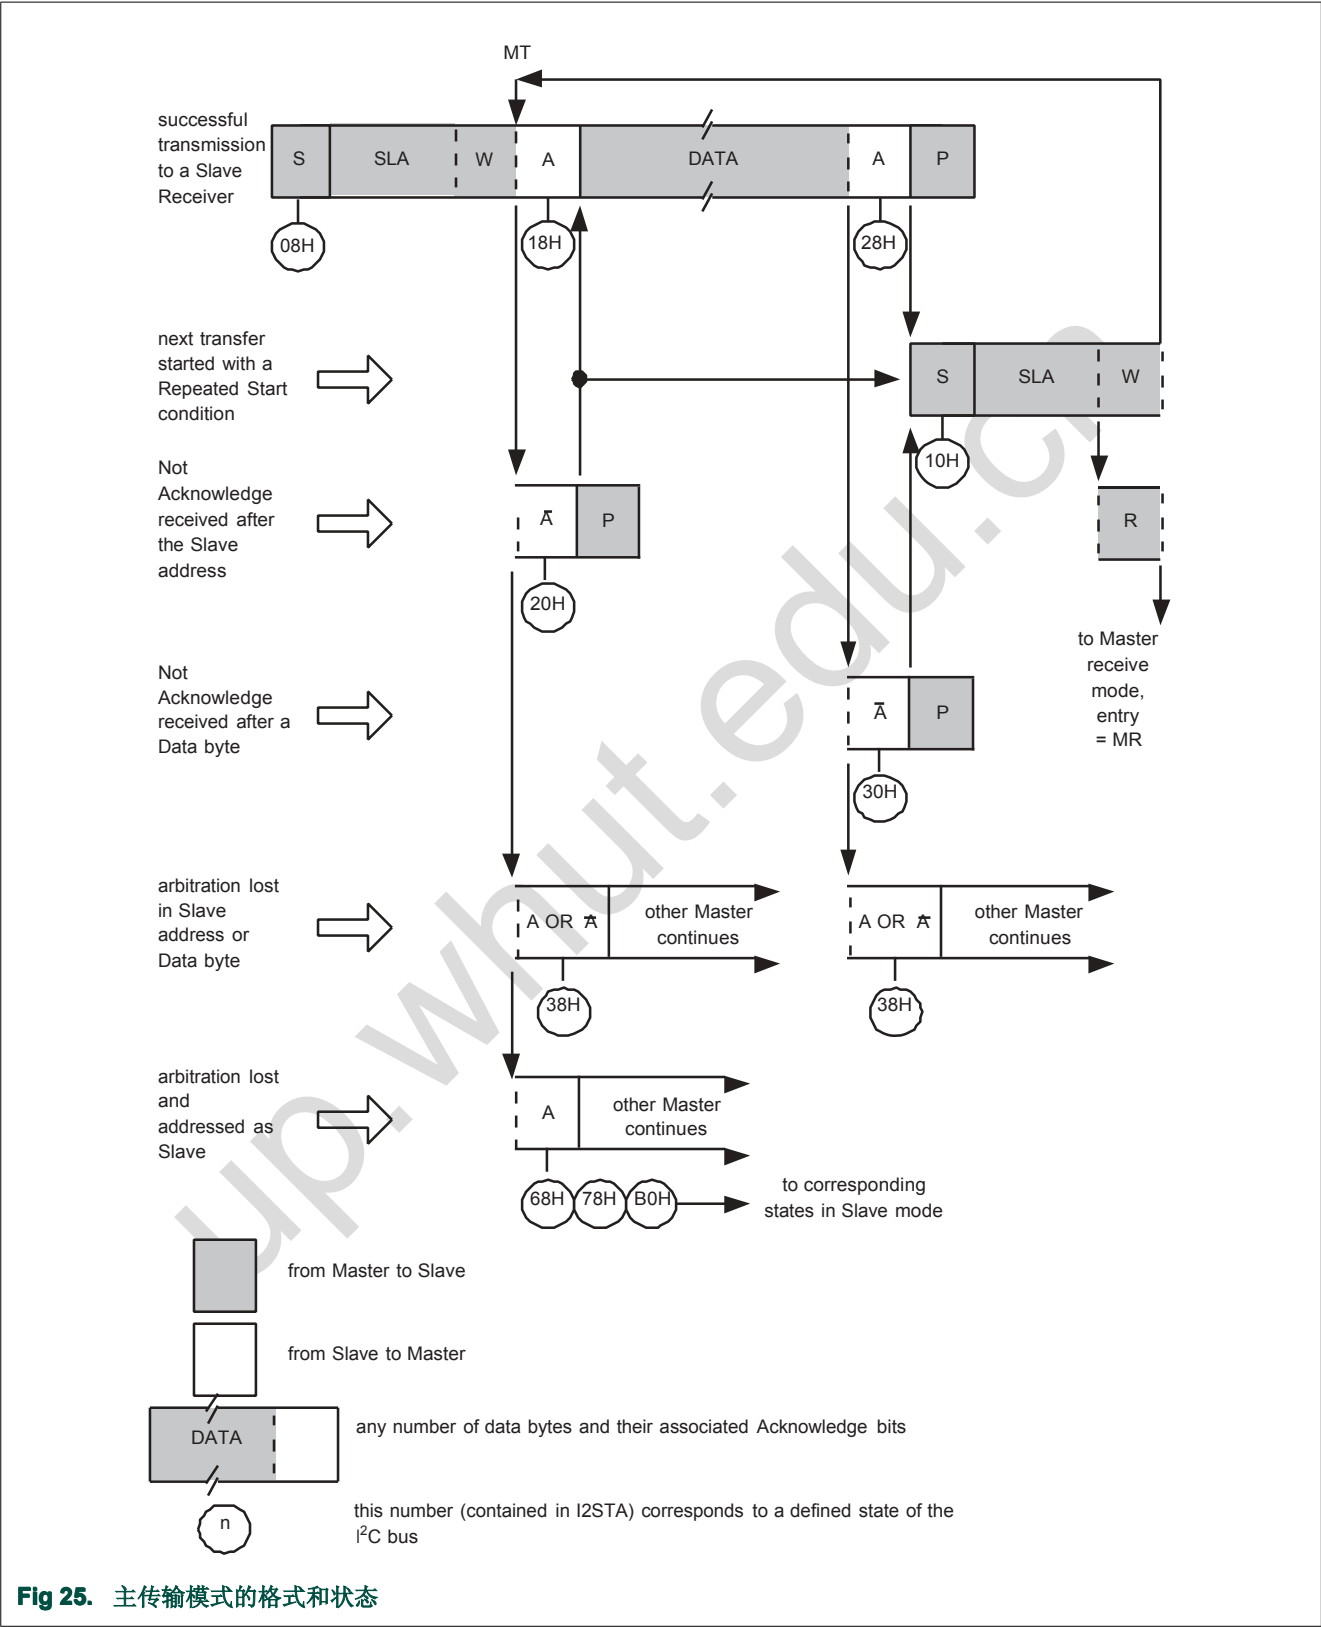 MT
successful
transmission
to a Slave
Receiver
S
SLA
W
A
DATA
A
P
08H
18H
28H
next transfer
started with a
Repeated Start
condition
S
SLA
W
10H
Not
Acknowledge
received after
the Slave
address
A̅
P
R
20H
to Master
receive
mode,
entry
= MR
Not
Acknowledge
received after a
Data byte
A̅
P
30H
arbitration lost
in Slave
address or
Data byte
A OR A̅
other Master
continues
A OR A̅
other Master
continues
38H
38H
arbitration lost
and
addressed as
Slave
A
other Master
continues
68H
78H
B0H
to corresponding
states in Slave mode
from Master to Slave
from Slave to Master
DATA
any number of data bytes and their associated Acknowledge bits
n
this number (contained in I2STA) corresponds to a defined state of the
I²C bus
up.whut.edu.cn
Fig 25. 主传输模式的格式和状态